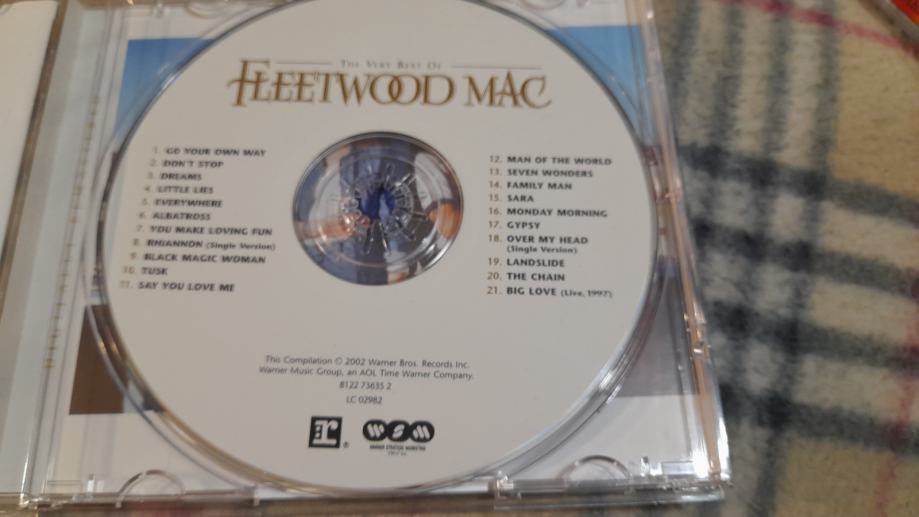 THE VERY BEST OF
FLEETWOOD MAC
1. GO YOUR OWN WAY
2. DON'T STOP
3. DREAMS
4. LITTLE LIES
5. EVERYWHERE
6. ALBATROSS
7. YOU MAKE LOVING FUN
8. RHIANNON (Single Version)
9. BLACK MAGIC WOMAN
10. TUSK
11. SAY YOU LOVE ME
12. MAN OF THE WORLD
13. SEVEN WONDERS
14. FAMILY MAN
15. SARA
16. MONDAY MORNING
17. GYPSY
18. OVER MY HEAD
(Single Version)
19. LANDSLIDE
20. THE CHAIN
21. BIG LOVE (Live, 1997)
This Compilation © 2002 Warner Bros. Records Inc.
Warner Music Group, an AOL Time Warner Company.
8122 73635 2
LC 02982
r ®
WSM
WARNER STRATEGIC MARKETING